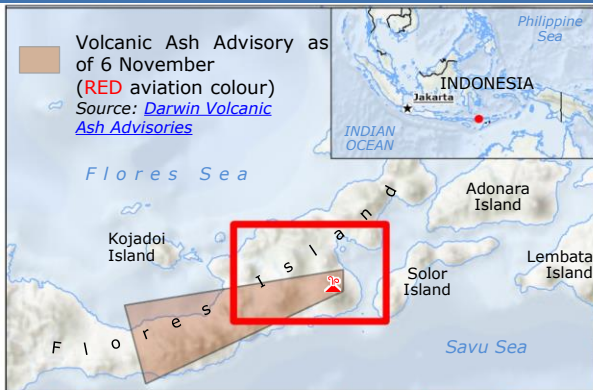 Volcanic Ash Advisory as
of 6 November
(RED aviation colour)
Source: Darwin Volcanic
Ash Advisories
Philippine
Sea
INDONESIA
Jakarta
INDIAN
OCEAN
Flores Sea
Adonara
Island
Kojadoi
Island
Solor
Island
Lembata
Island
Flores Island
Savu Sea